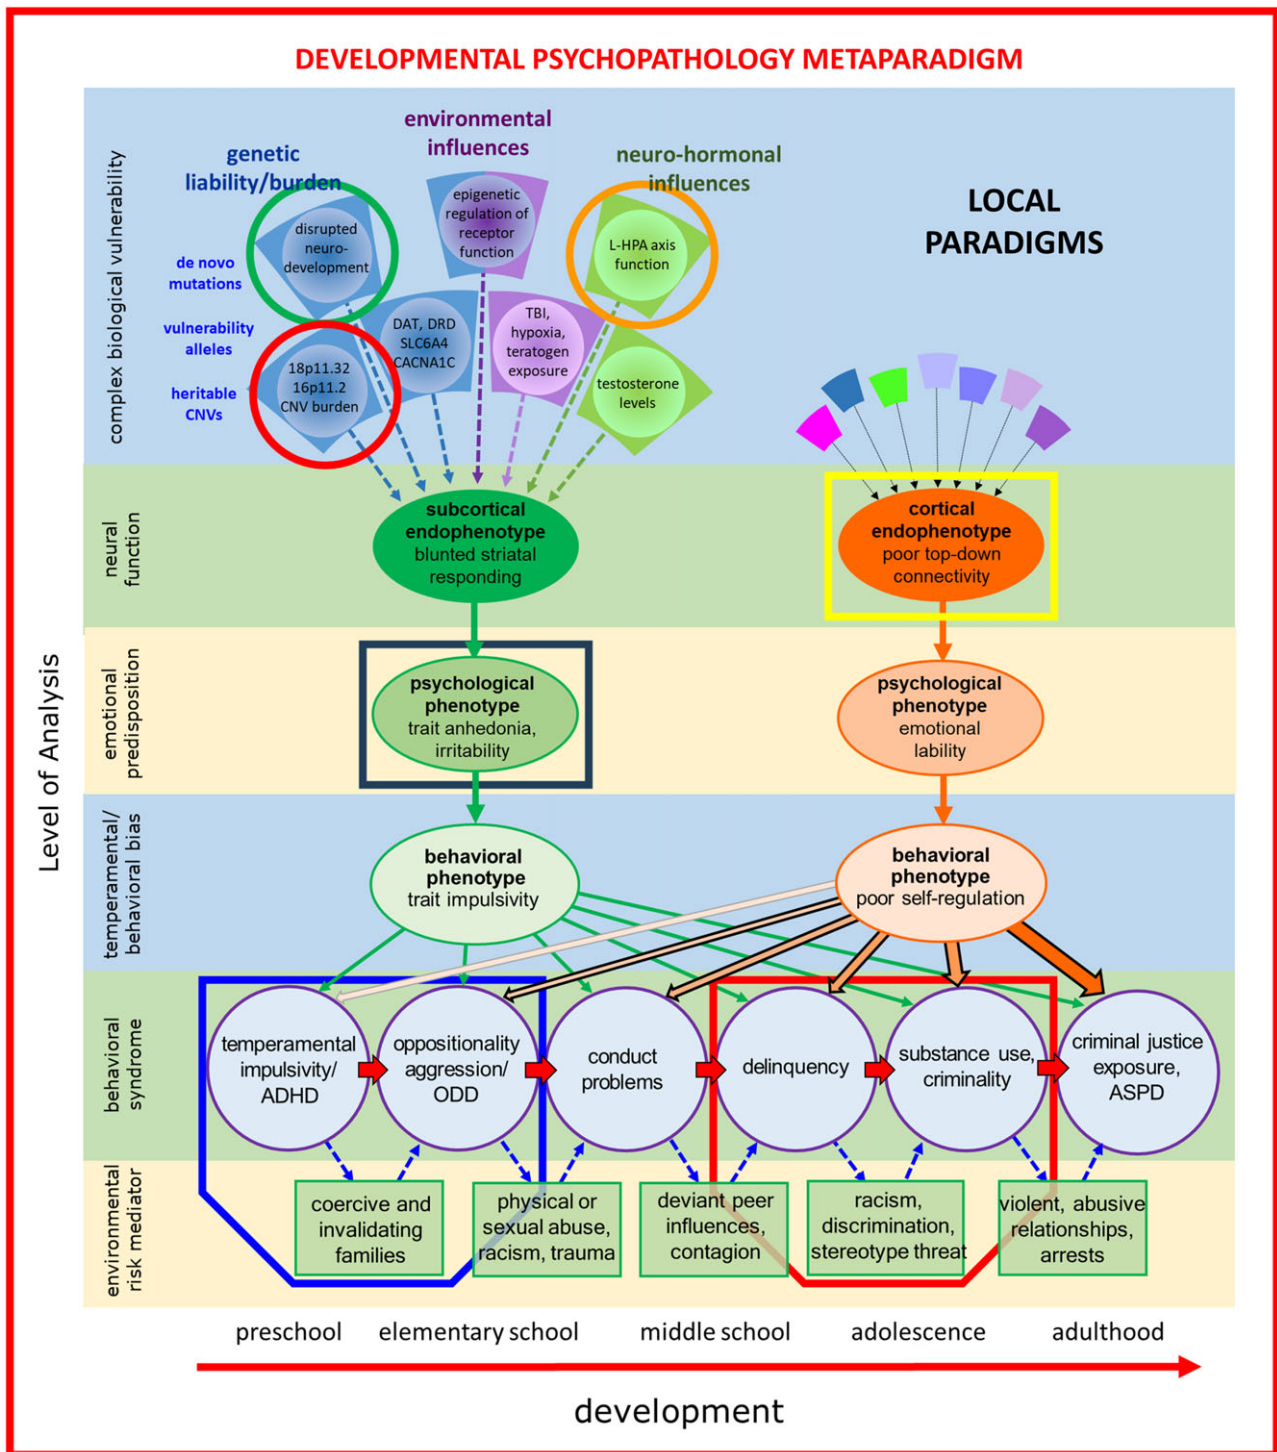 DEVELOPMENTAL PSYCHOPATHOLOGY METAPARADIGM
Level of Analysis
complex biological vulnerability
genetic
liability/burden
environmental
influences
neuro-hormonal
influences
LOCAL
PARADIGMS
de novo
mutations
vulnerability
alleles
heritable
CNVs
disrupted
neuro-
development
epigenetic
regulation of
receptor
function
L-HPA axis
function
18p11.32
16p11.2
CNV burden
DAT, DRD
SLC6A4
CACNA1C
TBI,
hypoxia,
teratogen
exposure
testosterone
levels
neural
function
subcortical
endophenotype
blunted striatal
responding
cortical
endophenotype
poor top-down
connectivity
emotional
predisposition
psychological
phenotype
trait anhedonia,
irritability
psychological
phenotype
emotional
lability
temperamental/
behavioral bias
behavioral
phenotype
trait impulsivity
behavioral
phenotype
poor self-regulation
behavioral
syndrome
temperamental
impulsivity/
ADHD
oppositionality
aggression/
ODD
conduct
problems
delinquency
substance use,
criminality
criminal justice
exposure,
ASPD
environmental
risk mediator
coercive and
invalidating
families
physical or
sexual abuse,
racism, trauma
deviant peer
influences,
contagion
racism,
discrimination,
stereotype threat
violent, abusive
relationships,
arrests
preschool
elementary school
middle school
adolescence
adulthood
development